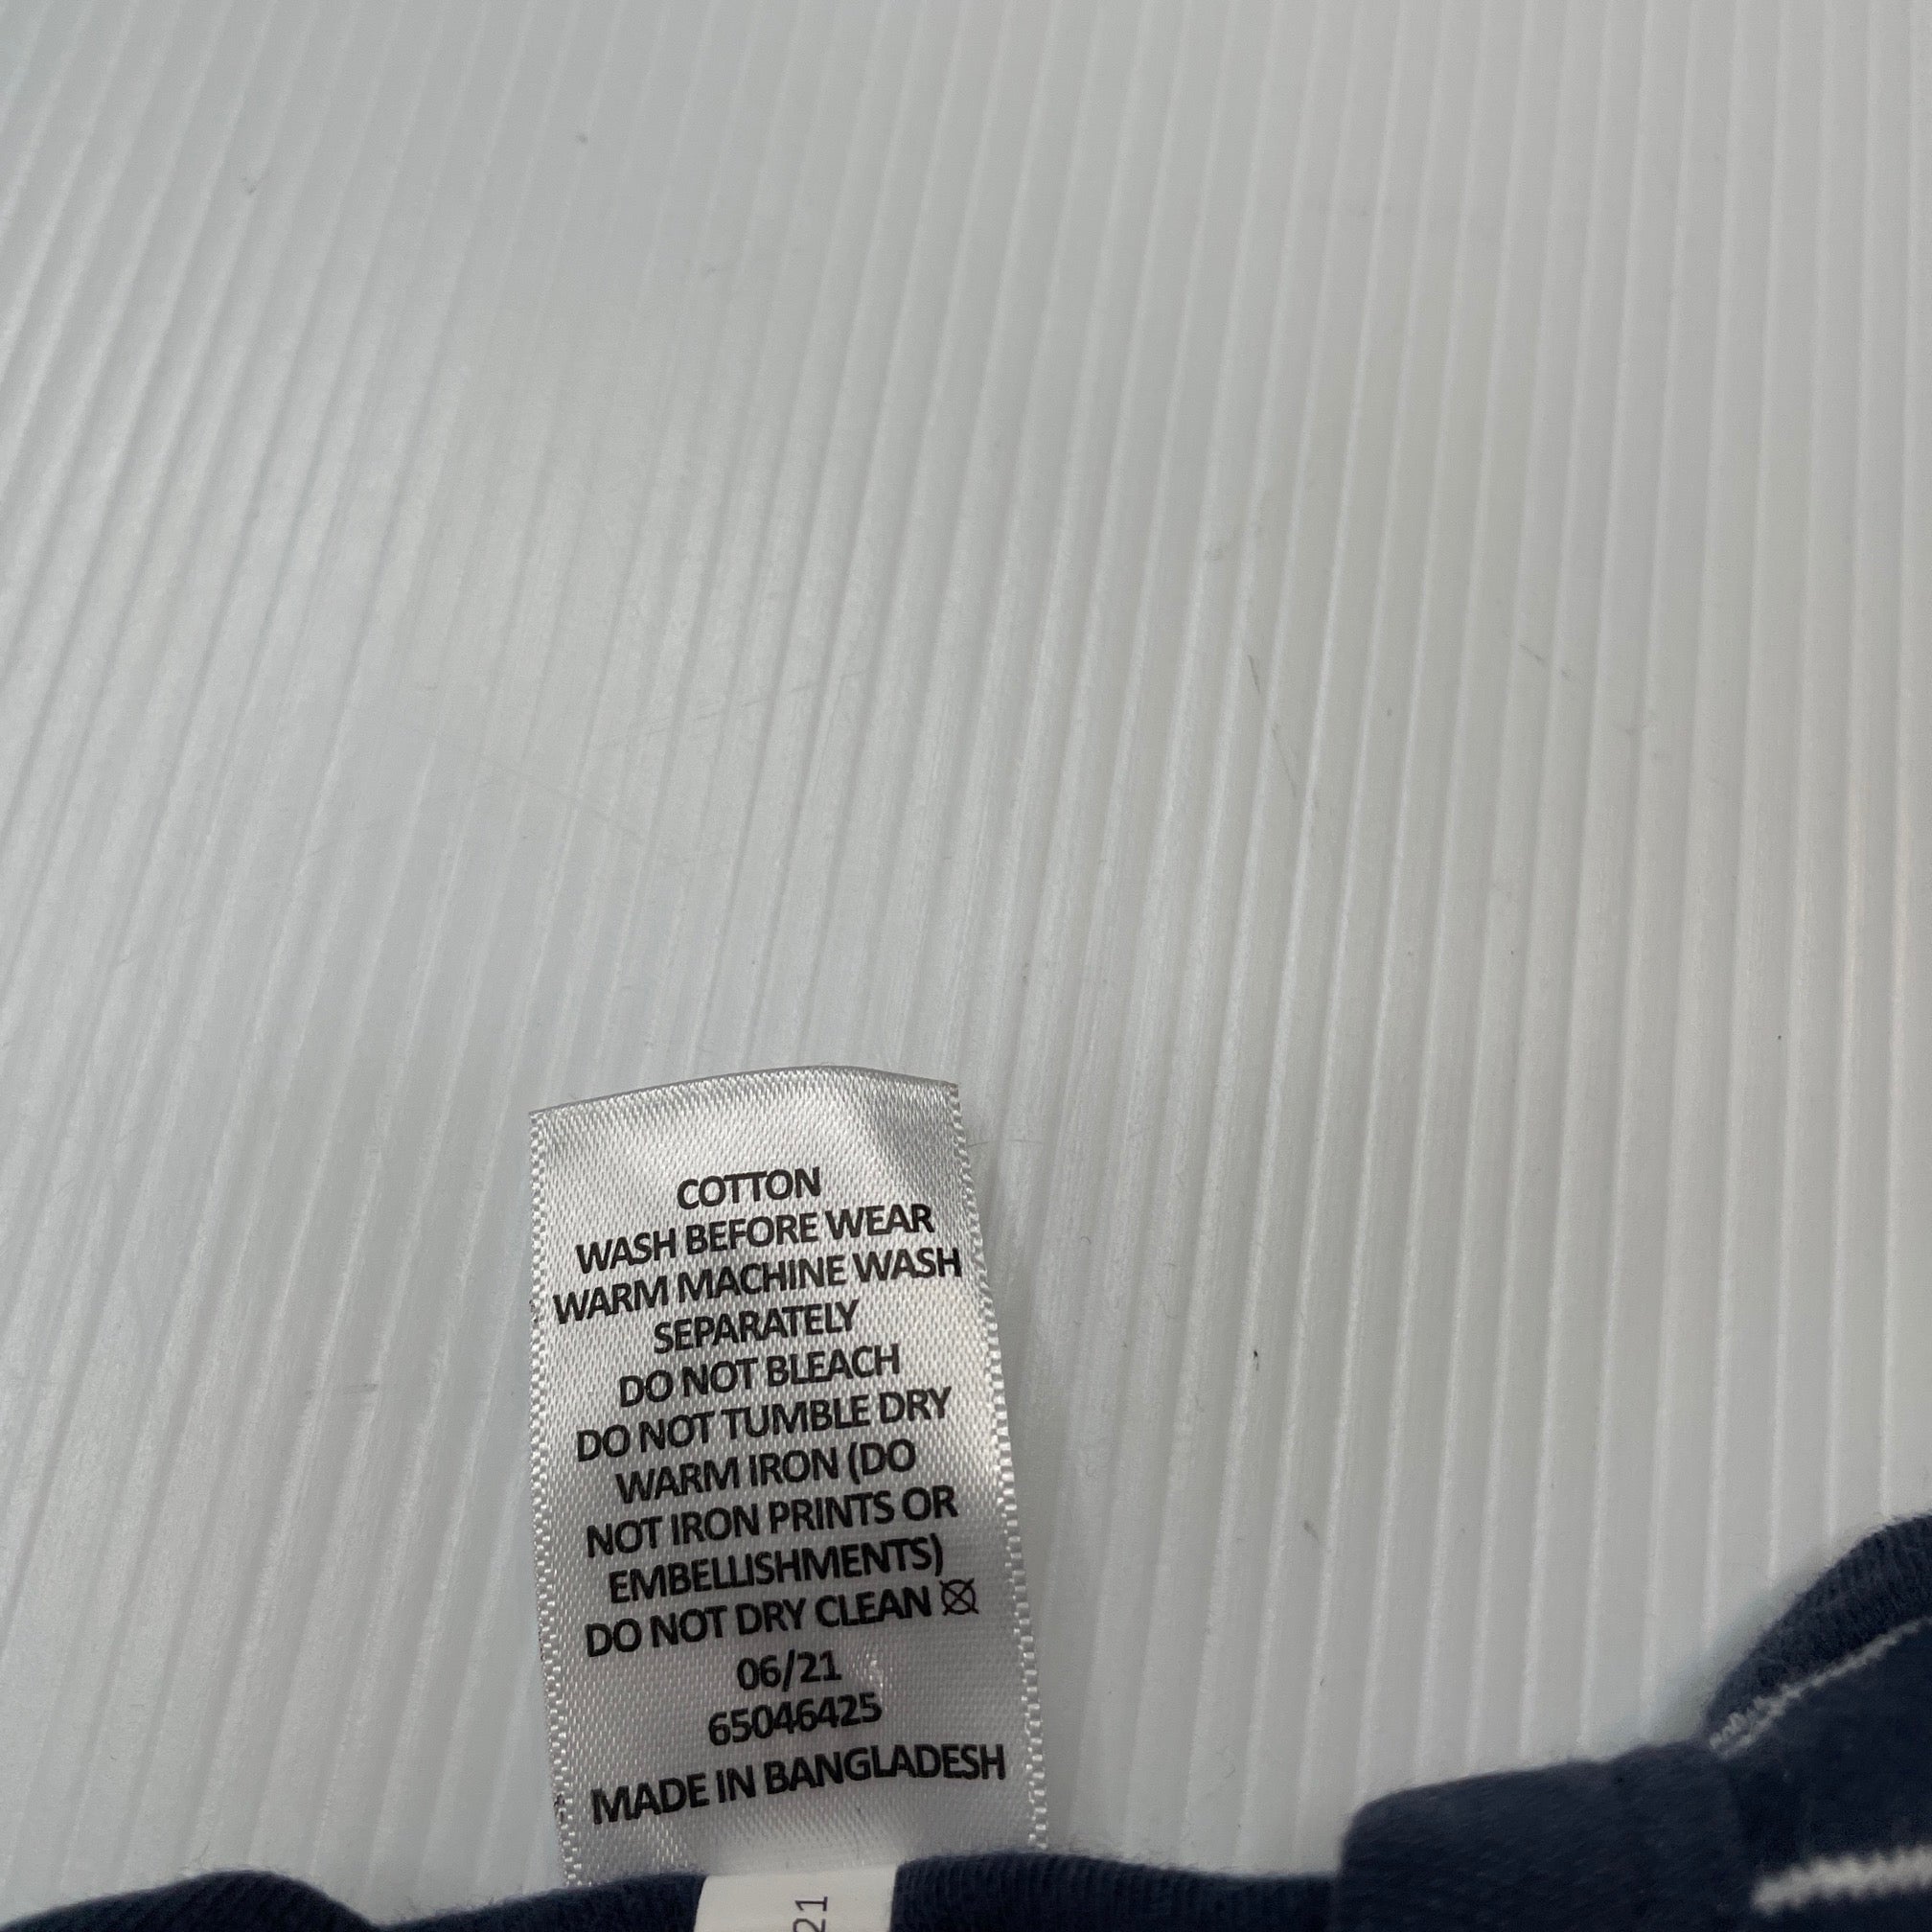 COTTON
WASH BEFORE WEAR
WARM MACHINE WASH
SEPARATELY
DO NOT BLEACH
DO NOT TUMBLE DRY
WARM IRON (DO
NOT IRON PRINTS OR
EMBELLISHMENTS)
DO NOT DRY CLEAN
06/21
65046425
MADE IN BANGLADESH
21